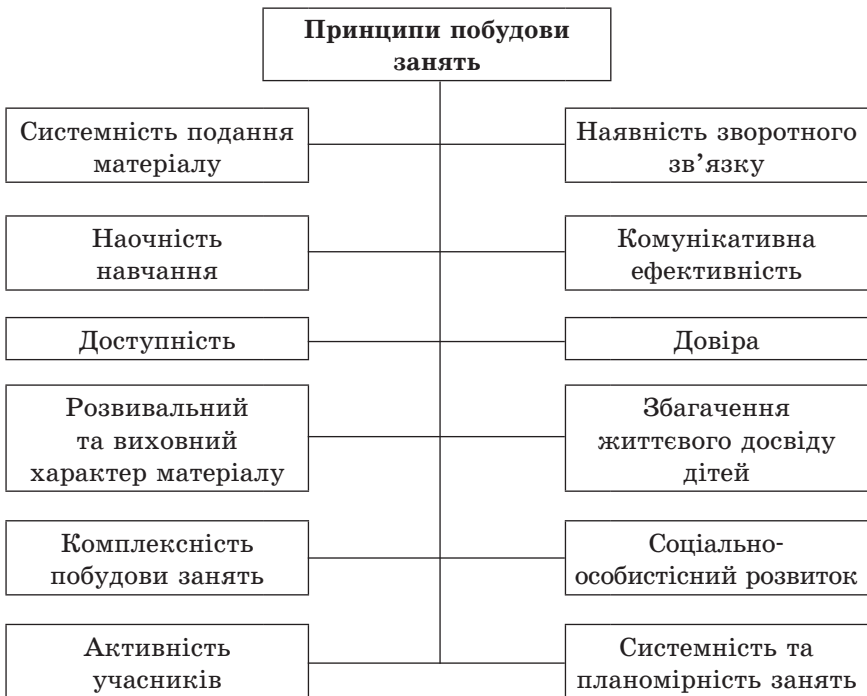 Принципи побудови
занять
Системність подання
матеріалу
Наявність зворотного
зв’язку
Наочність
навчання
Комунікативна
ефективність
Доступність
Довіра
Розвивальний
та виховний
характер матеріалу
Збагачення
життєвого досвіду
дітей
Комплексність
побудови занять
Соціально-
особистісний розвиток
Активність
учасників
Системність та
планомірність занять